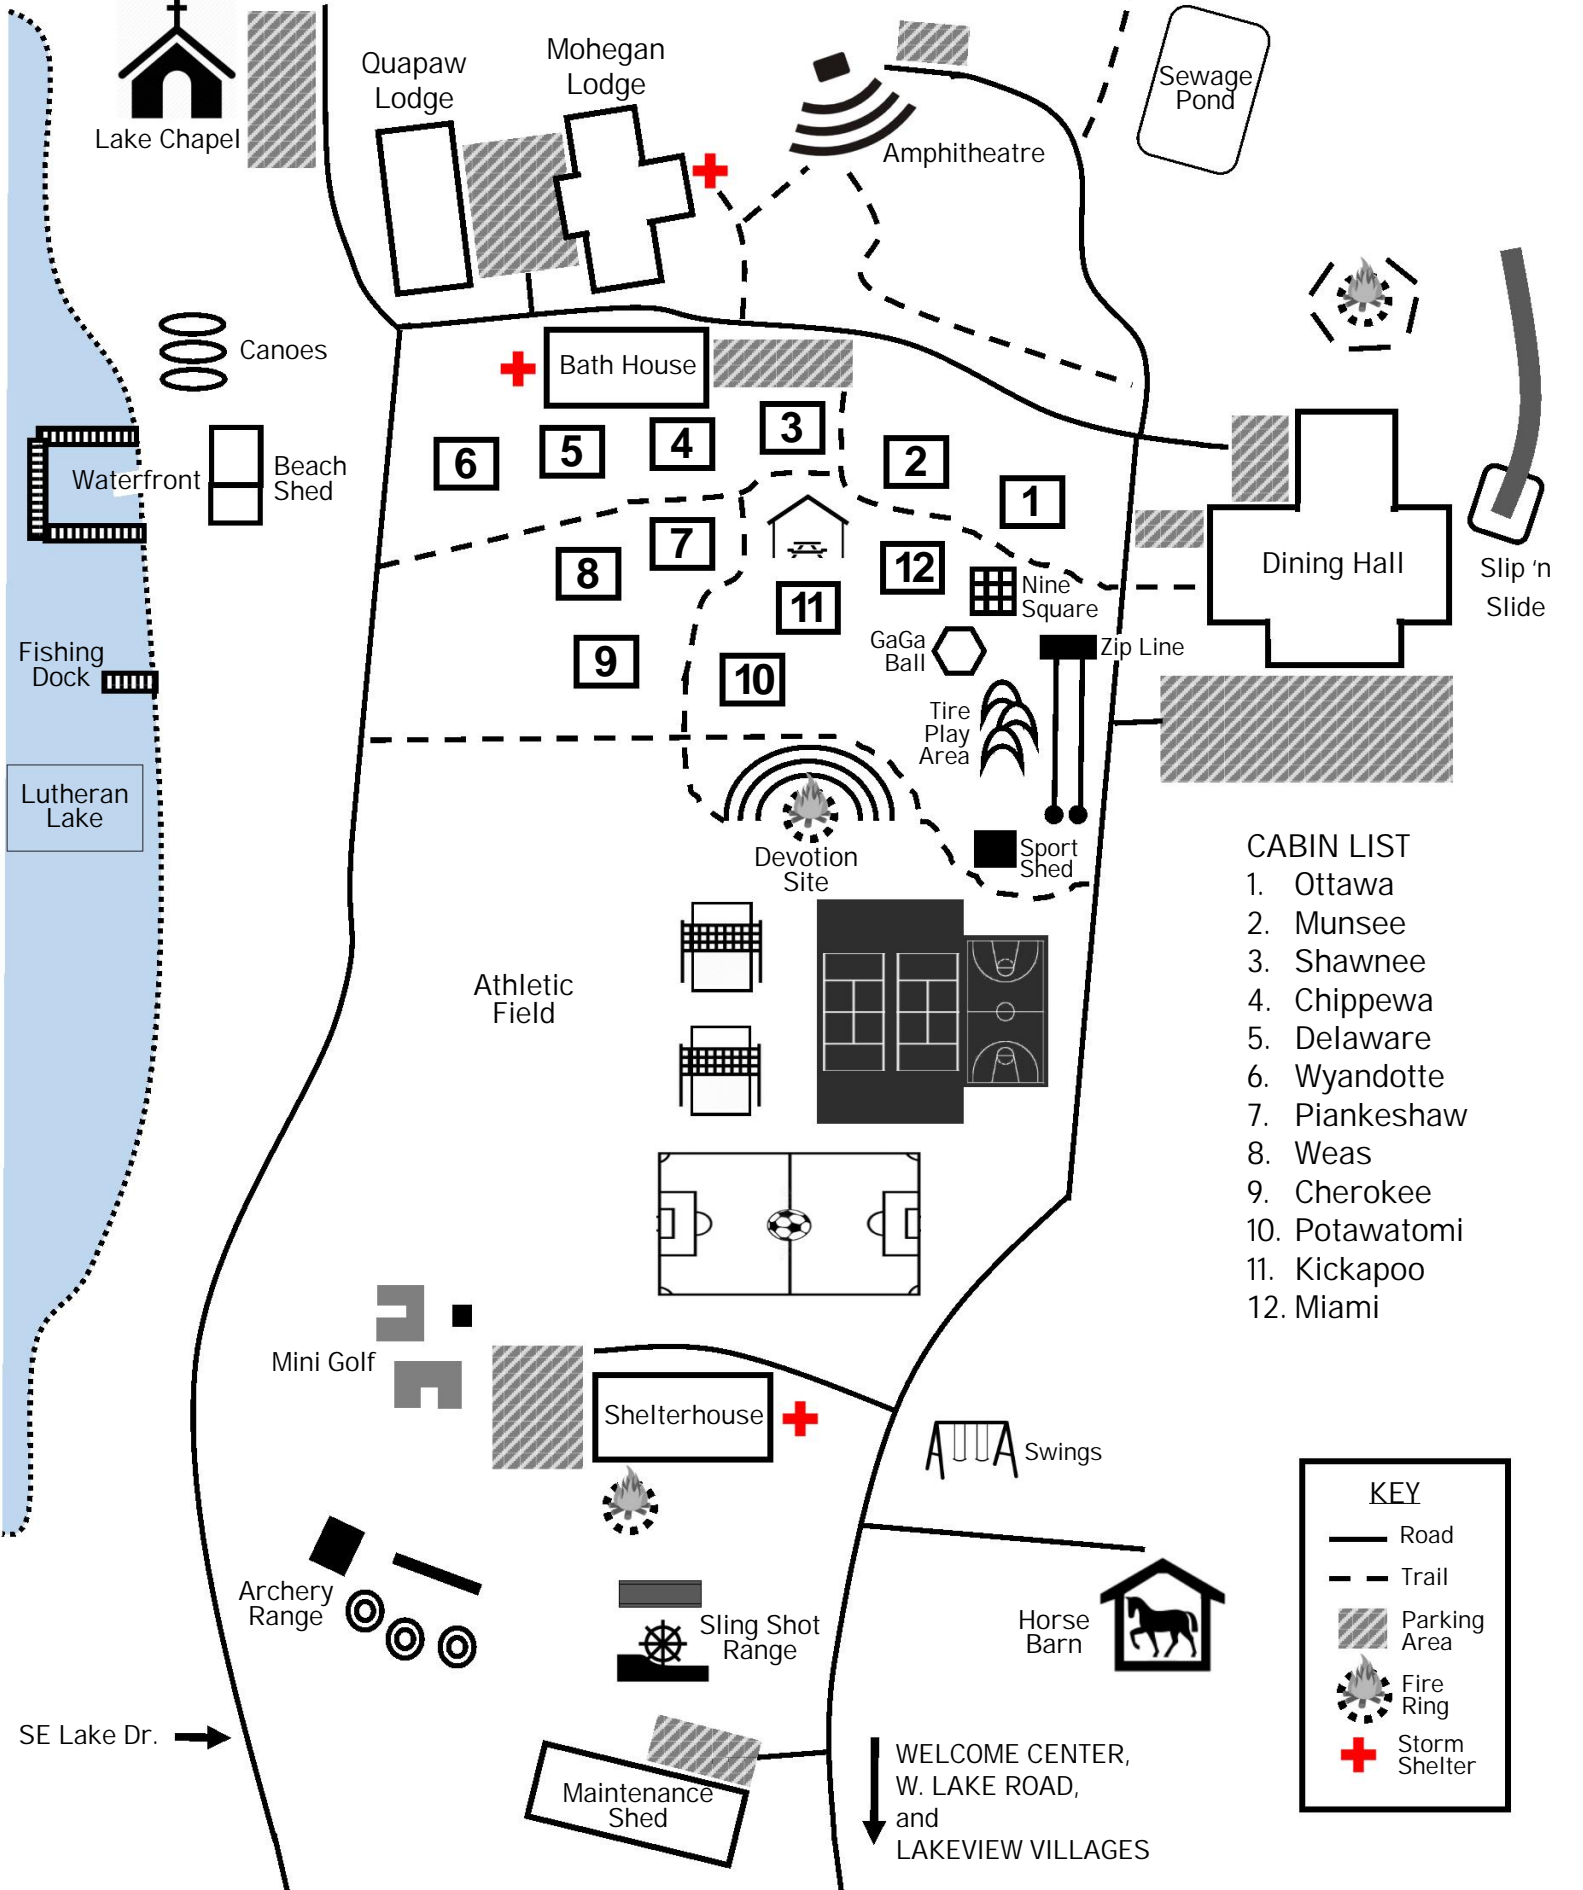 Quapaw
Lodge
Mohegan
Lodge
Lake Chapel
Amphitheatre
Sewage
Pond
Canoes
Bath House
Waterfront
Beach
Shed
6
5
4
3
2
1
7
8
9
10
11
12
Nine
Square
GaGa
Ball
Zip Line
Tire
Play
Area
Dining Hall
Slip ‘n
Slide
Fishing
Dock
Lutheran
Lake
Devotion
Site
Sport
Shed
Athletic
Field
CABIN LIST
1. Ottawa
2. Munsee
3. Shawnee
4. Chippewa
5. Delaware
6. Wyandotte
7. Piankeshaw
8. Weas
9. Cherokee
10. Potawatomi
11. Kickapoo
12. Miami
Mini Golf
Shelterhouse
Swings
Archery
Range
Sling Shot
Range
Horse
Barn
SE Lake Dr.
Maintenance
Shed
WELCOME CENTER,
W. LAKE ROAD,
and
LAKEVIEW VILLAGES
KEY
Road
Trail
Parking
Area
Fire
Ring
Storm
Shelter